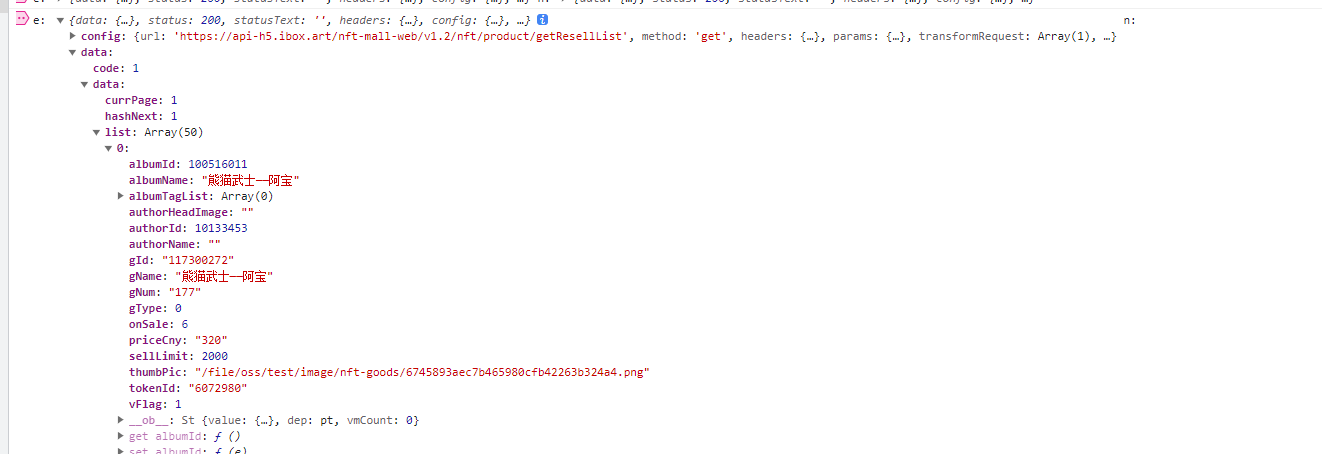 e: ▼ {data: {…}, status: 200, statusText: '', headers: {…}, config: {…}, …} n:
▶ config: {url: 'https://api-h5.ibox.art/nft-mall-web/v1.2/nft/product/getResellList', method: 'get', headers: {…}, params: {…}, transformRequest: Array(1), …}
▼ data:
code: 1
▼ data:
currPage: 1
hashNext: 1
▼ list: Array(50)
▼ 0:
albumId: 100516011
albumName: "熊猫武士——阿宝"
▶ albumTagList: Array(0)
authorHeadImage: ""
authorId: 10133453
authorName: ""
gId: "117300272"
gName: "熊猫武士——阿宝"
gNum: "177"
gType: 0
onSale: 6
priceCny: "320"
sellLimit: 2000
thumbPic: "/file/oss/test/image/nft-goods/6745893aec7b465980cfb42263b324a4.png"
tokenId: "6072980"
vFlag: 1
▶ __ob__: St {value: {…}, dep: pt, vmCount: 0}
▶ get albumId: ƒ ()
▶ set albumId: ƒ (e)